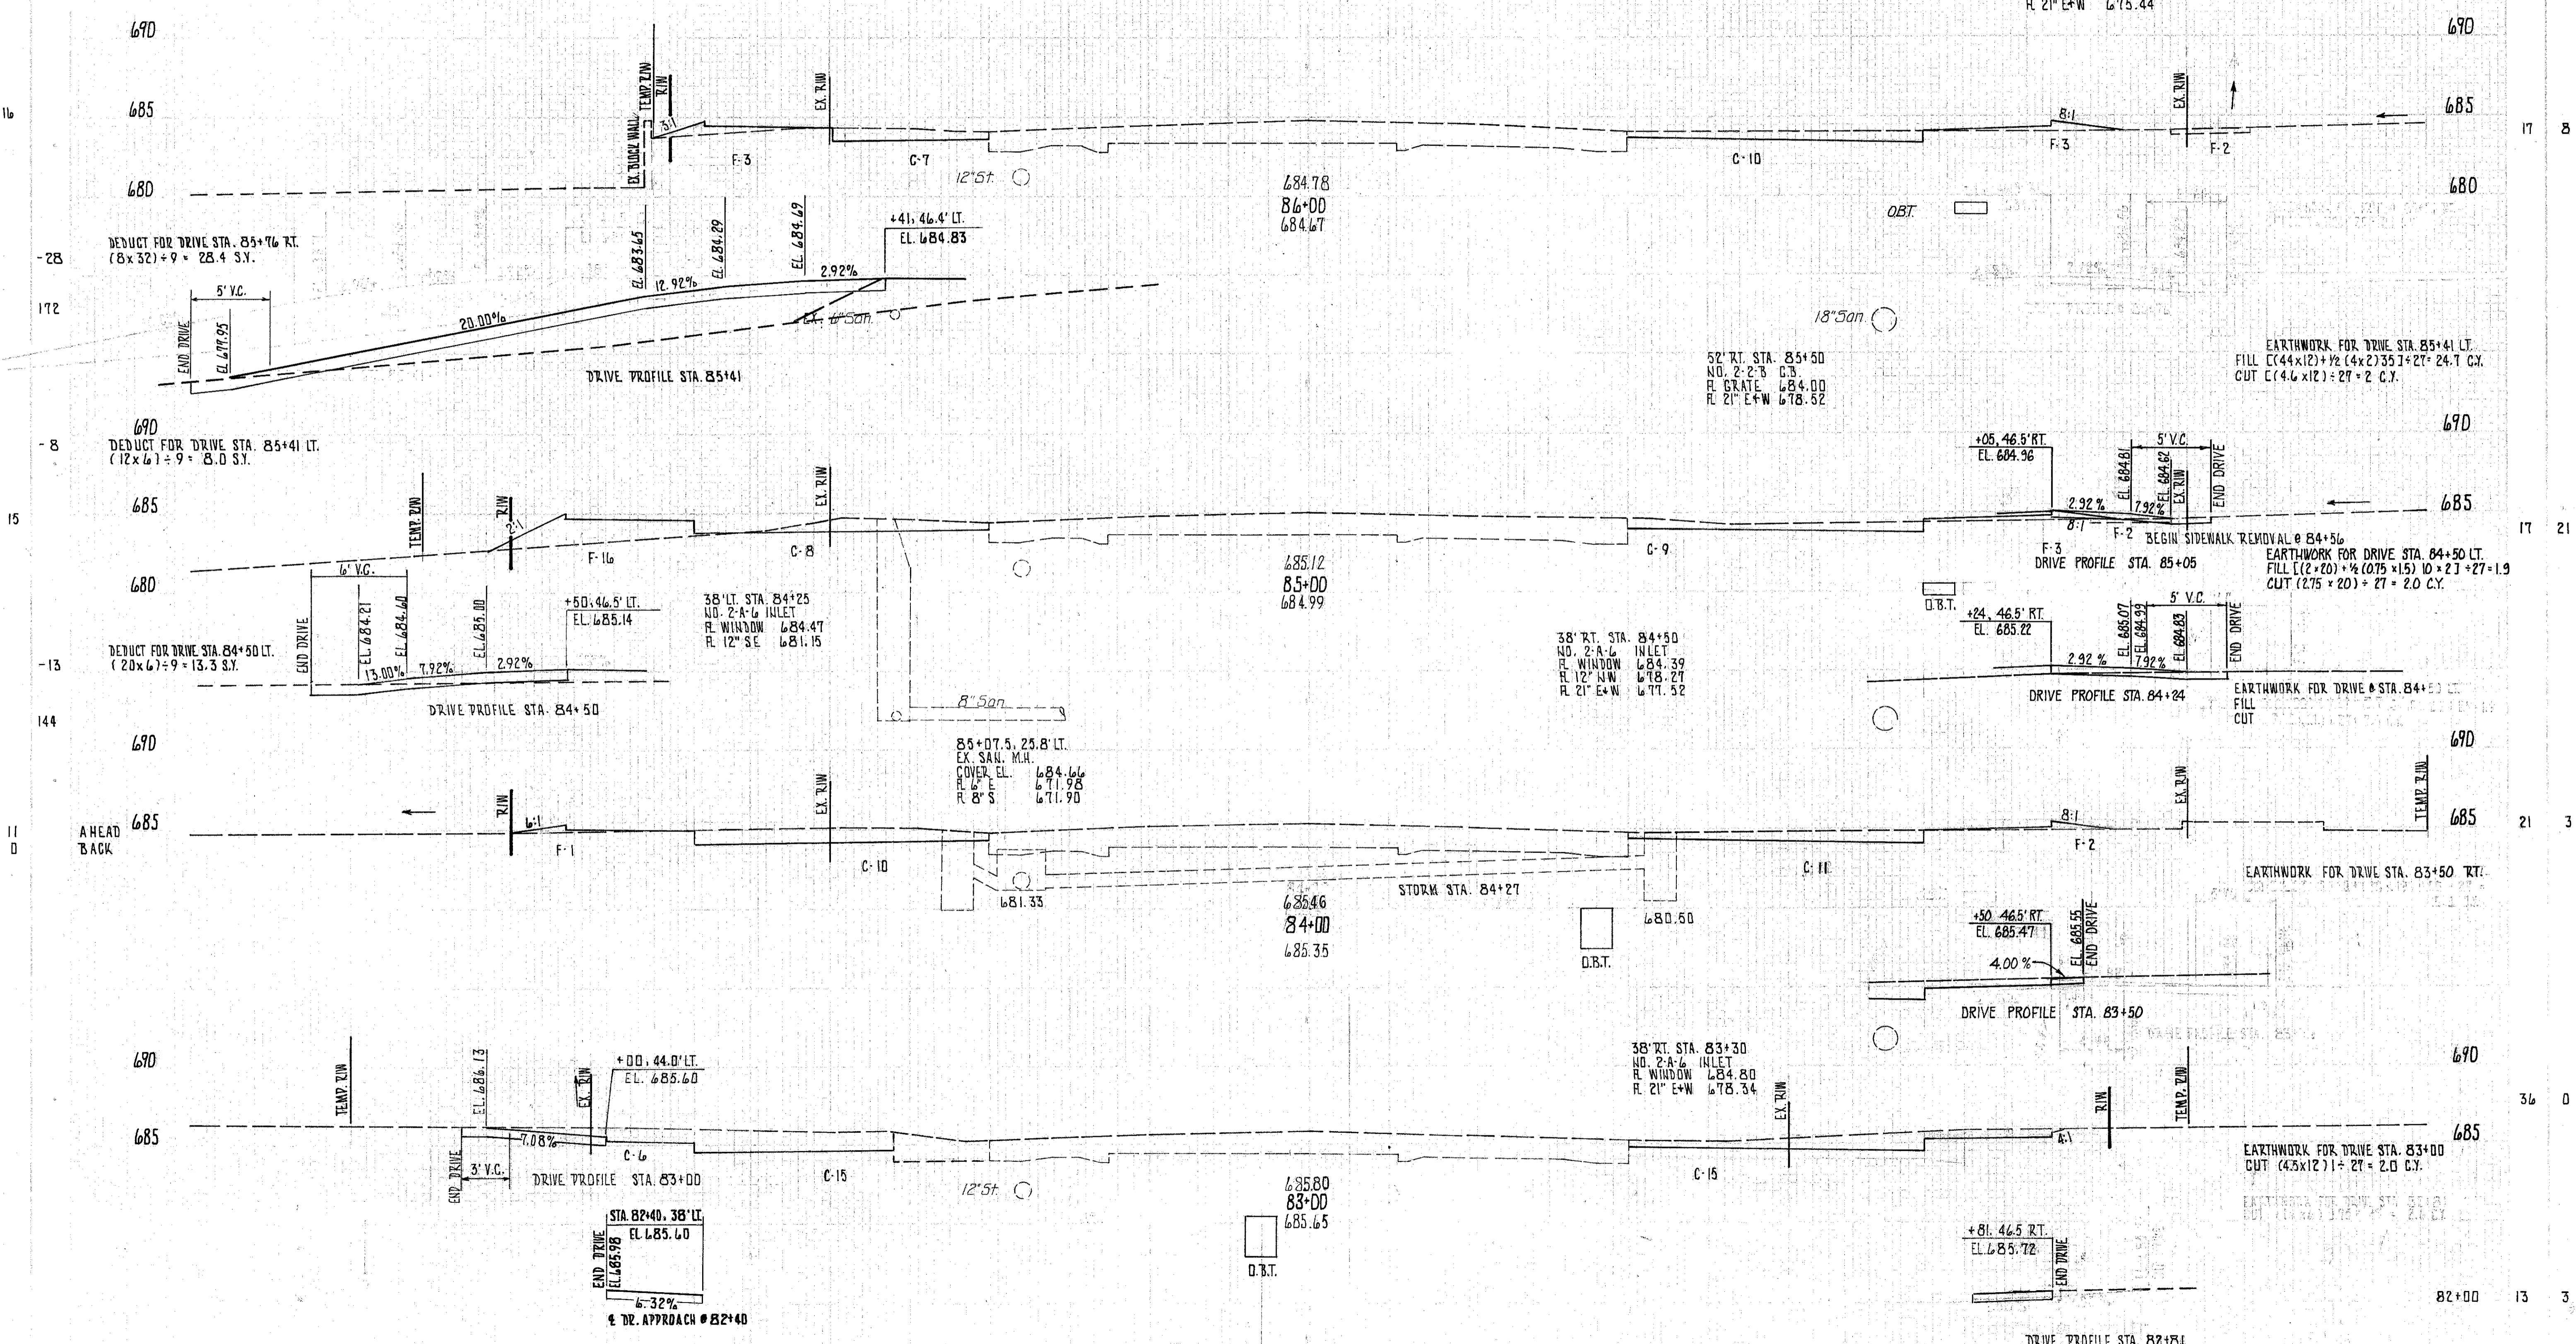 FL 21" E+W 675.44
690
690
TEMP. R/W
R/W
EX. R/W
EX. R/W
16
685
685
17 8
EX. BLOCK WALL
3:1
8:1
F-3
C-7
C-10
F-3
F-2
680
680
12" St.
684.78
86+00
684.67
O.B.T.
DEDUCT FOR DRIVE STA. 85+76 RT.
(8x32)÷9 = 28.4 S.Y.
-28
EL. 683.65
EL. 684.29
EL. 684.69
+41, 46.4' LT.
EL. 684.83
5' V.C.
12.92%
2.92%
172
20.00%
END DRIVE
EL. 679.95
EX. 6" San.
18" San.
DRIVE PROFILE STA. 85+41
52' RT. STA. 85+50
NO. 2-2-B C.B.
FL GRATE 684.00
FL 21" E+W 678.52
EARTHWORK FOR DRIVE STA. 85+41 LT.
FILL [(44x12)+½(4x2)35]÷27= 24.7 C.Y.
CUT [(4.6x12)÷27 = 2 C.Y.
690
690
-8
DEDUCT FOR DRIVE STA. 85+41 LT.
(12x6)÷9 = 8.0 S.Y.
+05, 46.5' RT.
EL. 684.96
5' V.C.
EL. 684.81
EL. 684.62
EX. R/W
END DRIVE
TEMP. R/W
R/W
EX. R/W
15
685
685
17 21
2:1
2.92%
7.92%
8:1
F-2
F-16
C-8
C-9
F-3
BEGIN SIDEWALK REMOVAL @ 84+56
DRIVE PROFILE STA. 85+05
EARTHWORK FOR DRIVE STA. 84+50 LT.
FILL [(2x20)+½(0.75x1.5)10x2]÷27=1.9
CUT (2.75x20)÷27 = 2.0 C.Y.
680
685.12
85+00
684.99
O.B.T.
6' V.C.
END DRIVE
EL. 684.21
EL. 684.60
EL. 685.00
+50, 46.5' LT.
EL. 685.14
13.00%
7.92%
2.92%
38' LT. STA. 84+25
NO. 2-A-6 INLET
FL WINDOW 684.47
FL 12" SE 681.15
38' RT. STA. 84+50
NO. 2-A-6 INLET
FL WINDOW 684.39
FL 12" NW 678.27
FL 21" E+W 677.52
+24, 46.5' RT.
EL. 685.22
EL. 685.07
EL. 684.99
5' V.C.
EL. 684.83
END DRIVE
2.92%
7.92%
-13
DEDUCT FOR DRIVE STA. 84+50 LT.
(20x6)÷9 = 13.3 S.Y.
DRIVE PROFILE STA. 84+50
8" San
DRIVE PROFILE STA. 84+24
EARTHWORK FOR DRIVE @ STA. 84+50 LT.
FILL
CUT
144
690
690
85+07.5, 25.8' LT.
EX. SAN. M.H.
COVER EL. 684.66
FL 6" E 671.98
FL 8" S 671.90
R/W
EX. R/W
EX. R/W
TEMP. R/W
11 AHEAD
0 BACK
685
685
21 3
6:1
8:1
F-1
C-10
C-11
F-2
STORM STA. 84+27
681.33
680.50
685.46
84+00
685.35
O.B.T.
EARTHWORK FOR DRIVE STA. 83+50 RT.
+50 46.5' RT.
EL. 685.47
EL. 685.55
END DRIVE
4.00%
DRIVE PROFILE STA. 83+50
690
690
TEMP. R/W
EL. 686.13
EX. R/W
+00, 44.0' LT.
EL. 685.60
38' RT. STA. 83+30
NO. 2-A-6 INLET
FL WINDOW 684.80
FL 21" E+W 678.34
EX. R/W
R/W
TEMP. R/W
36 0
685
685
7.08%
4:1
C-6
C-15
C-15
END DRIVE
3' V.C.
DRIVE PROFILE STA. 83+00
12" St.
685.80
83+00
685.65
O.B.T.
EARTHWORK FOR DRIVE STA. 83+00
CUT (4.5x12)1÷27 = 2.0 C.Y.
STA. 82+40, 38' LT.
EL. 685.60
END DRIVE
EL. 685.98
6.32%
℄ DR. APPROACH @ 82+40
+81, 46.5 RT.
EL. 685.72
END DRIVE
82+00 13 3
DRIVE PROFILE STA. 82+81